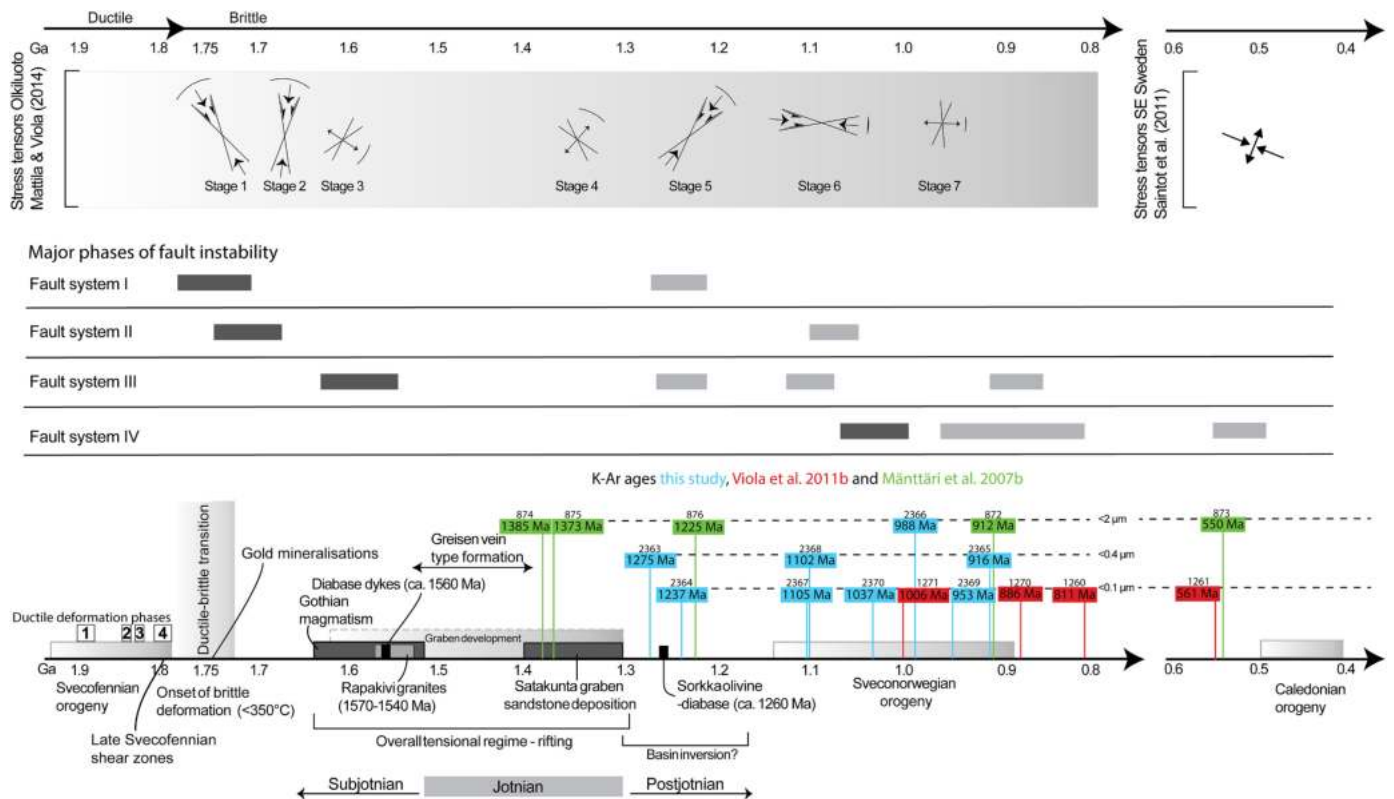 Ductile Brittle
Ga 1.9 1.8 1.75 1.7 1.6 1.5 1.4 1.3 1.2 1.1 1.0 0.9 0.8 0.6 0.5 0.4
Stress tensors Olkiluoto
Mattila & Viola (2014)
Stage 1 Stage 2 Stage 3 Stage 4 Stage 5 Stage 6 Stage 7
Stress tensors SE Sweden
Saintot et al. (2011)
Major phases of fault instability
Fault system I
Fault system II
Fault system III
Fault system IV
K-Ar ages this study, Viola et al. 2011b and Mänttäri et al. 2007b
874 875 876 2366 872 873
1385 Ma 1373 Ma 1225 Ma 988 Ma 912 Ma <2 µm 550 Ma
2363 2368 2365
1275 Ma 1102 Ma 916 Ma <0.4 µm
2364 2367 2370 1271 2369 1270 1260 1261
1237 Ma 1105 Ma 1037 Ma 1006 Ma 953 Ma 886 Ma 811 Ma <0.1 µm 561 Ma
Ductile-brittle transition
Greisen vein
type formation
Gold mineralisations
Diabase dykes (ca. 1560 Ma)
Gothian
magmatism
Ductile deformation phases
1 2 3 4
Graben development
Ga 1.9 1.8 1.75 1.7 1.6 1.5 1.4 1.3 1.2 1.1 1.0 0.9 0.8 0.6 0.5 0.4
Svecofennian
orogeny
Onset of brittle
deformation (<350°C)
Late Svecofennian
shear zones
Rapakivi granites
(1570-1540 Ma)
Satakunta graben
sandstone deposition
Sorkka olivine
-diabase (ca. 1260 Ma)
Sveconorwegian
orogeny
Caledonian
orogeny
Overall tensional regime - rifting
Basin inversion?
Subjotnian Jotnian Postjotnian